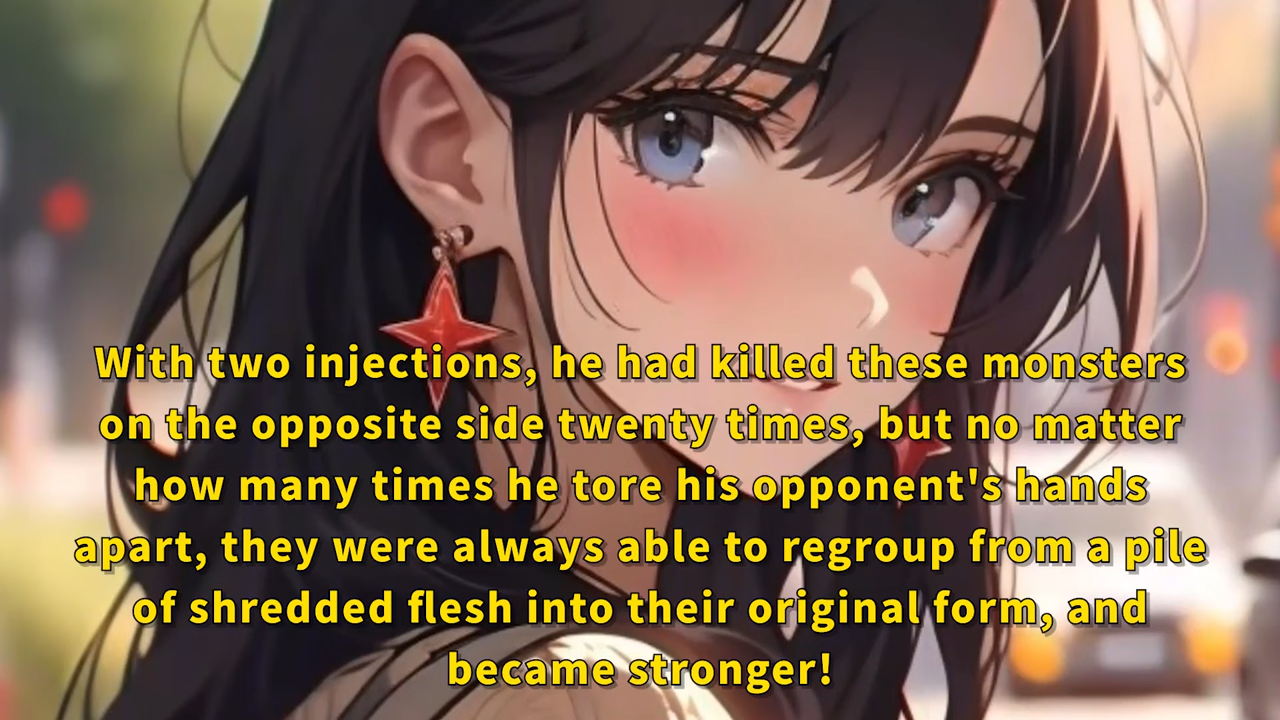 With two injections, he had killed these monsters
on the opposite side twenty times, but no matter
how many times he tore his opponent's hands
apart, they were always able to regroup from a pile
of shredded flesh into their original form, and
became stronger!